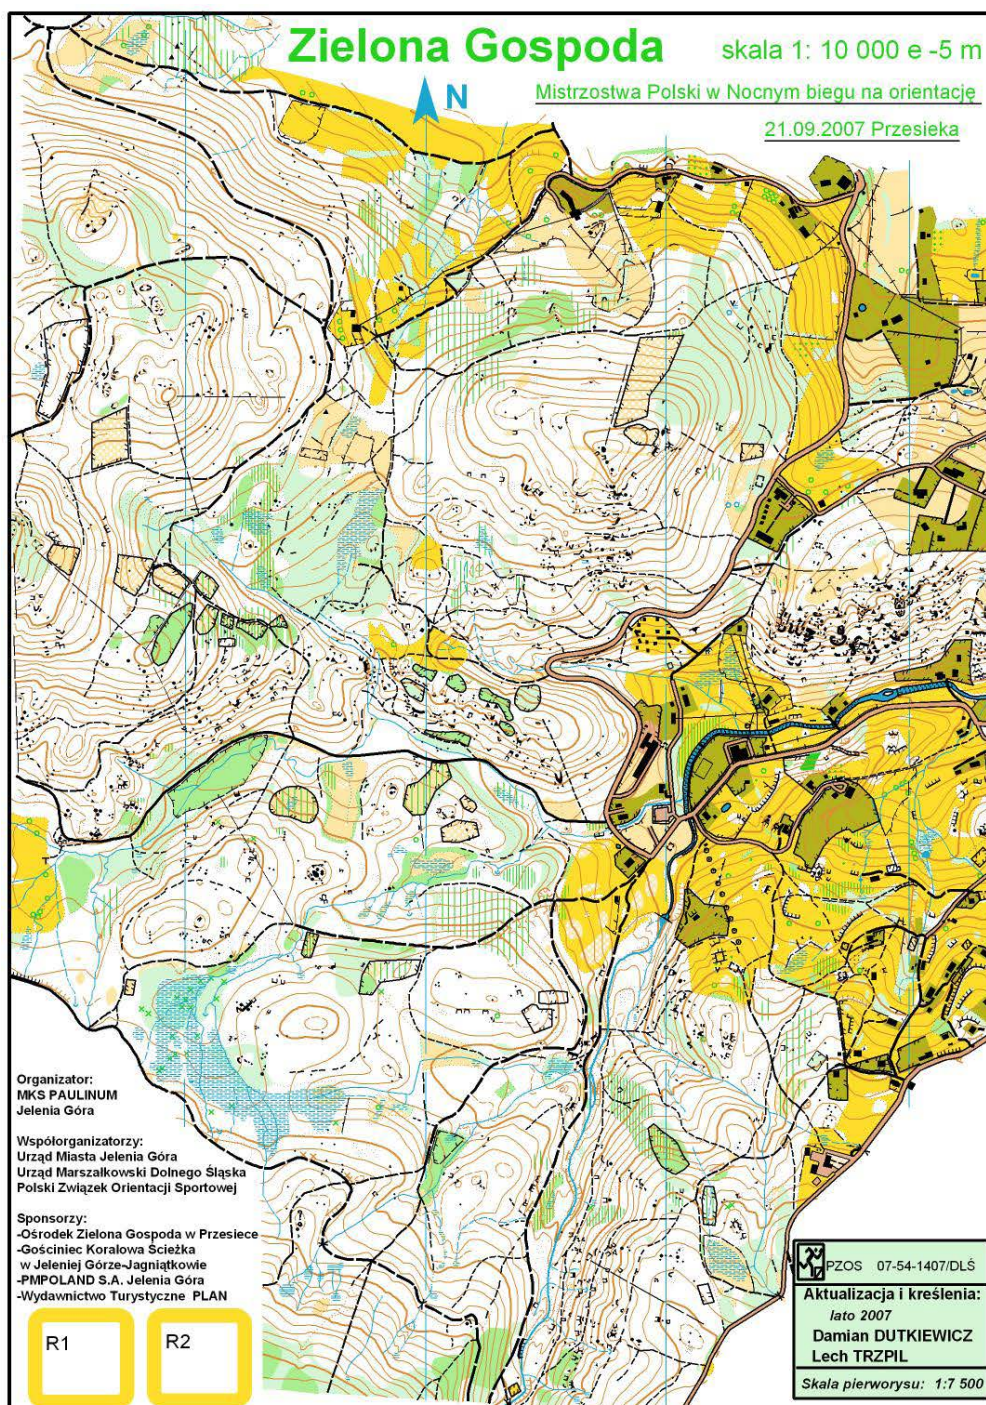 Zielona Gospoda
skala 1: 10 000 e -5 m
N
Mistrzostwa Polski w Nocnym biegu na orientację
21.09.2007 Przesieka
Organizator:
MKS PAULINUM
Jelenia Góra
Współorganizatorzy:
Urząd Miasta Jelenia Góra
Urząd Marszałkowski Dolnego Śląska
Polski Związek Orientacji Sportowej
Sponsorzy:
-Ośrodek Zielona Gospoda w Przesiece
-Gościniec Koralowa Ścieżka
w Jeleniej Górze-Jagniątkowie
-PMPOLAND S.A. Jelenia Góra
-Wydawnictwo Turystyczne PLAN
R1
R2
PZOS 07-54-1407/DLŚ
Aktualizacja i kreślenia:
lato 2007
Damian DUTKIEWICZ
Lech TRZPIL
Skala pierworysu: 1:7 500